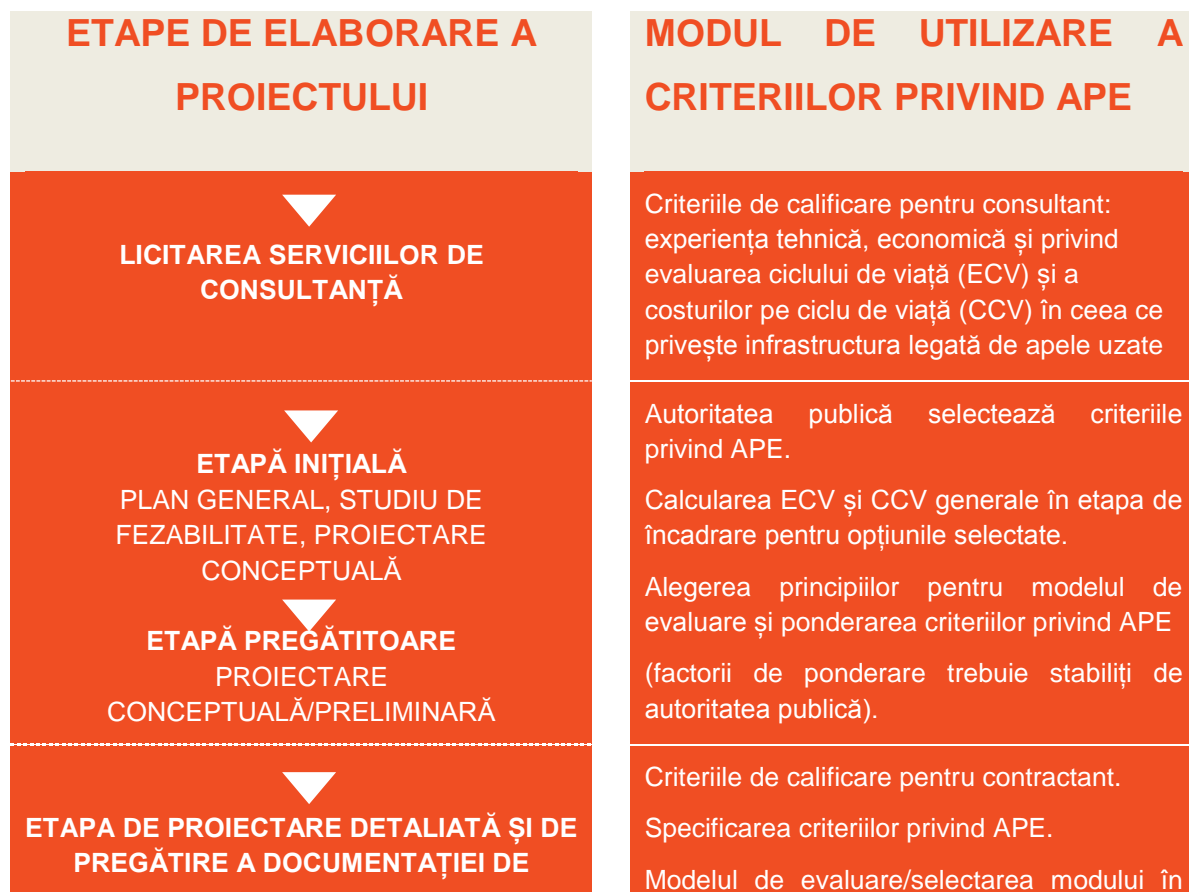 ETAPE DE ELABORARE A
PROIECTULUI
MODUL DE UTILIZARE A
CRITERIILOR PRIVIND APE
LICITAREA SERVICIILOR DE
CONSULTANȚĂ
Criteriile de calificare pentru consultant:
experiența tehnică, economică și privind
evaluarea ciclului de viață (ECV) și a
costurilor pe ciclu de viață (CCV) în ceea ce
privește infrastructura legată de apele uzate
ETAPĂ INIȚIALĂ
PLAN GENERAL, STUDIU DE
FEZABILITATE, PROIECTARE
CONCEPTUALĂ
ETAPĂ PREGĂTITOARE
PROIECTARE
CONCEPTUALĂ/PRELIMINARĂ
Autoritatea publică selectează criteriile
privind APE.
Calcularea ECV și CCV generale în etapa de
încadrare pentru opțiunile selectate.
Alegerea principiilor pentru modelul de
evaluare și ponderarea criteriilor privind APE
(factorii de ponderare trebuie stabiliți de
autoritatea publică).
ETAPA DE PROIECTARE DETALIATĂ ȘI DE
PREGĂTIRE A DOCUMENTAȚIEI DE
Criteriile de calificare pentru contractant.
Specificarea criteriilor privind APE.
Modelul de evaluare/selectarea modului în